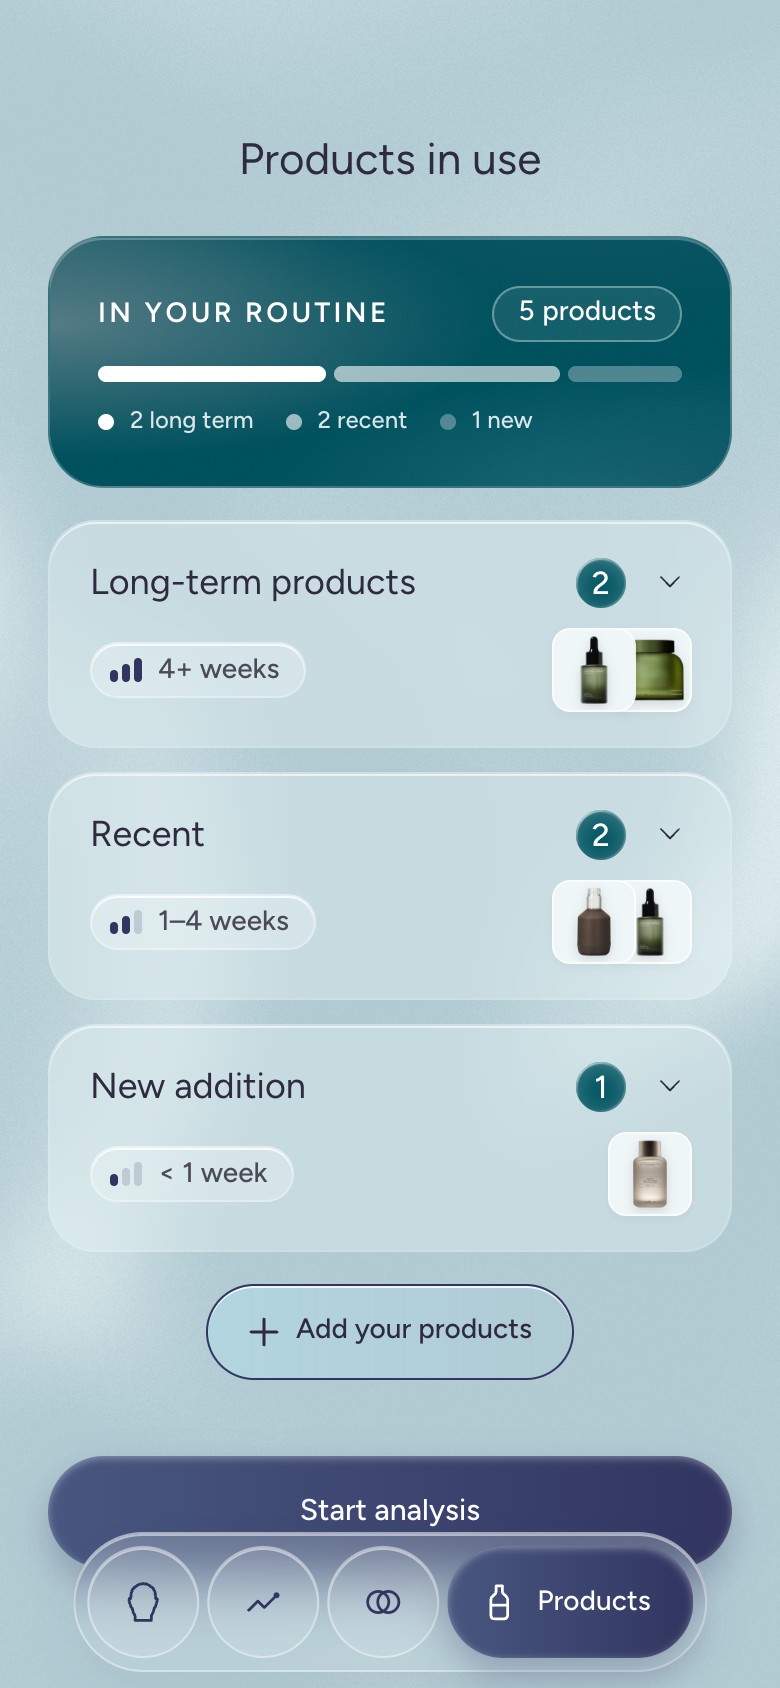 Products in use
IN YOUR ROUTINE
5 products
2 long term
2 recent
1 new
Long-term products
2
4+ weeks
Recent
2
1–4 weeks
New addition
1
< 1 week
Add your products
Start analysis
Products